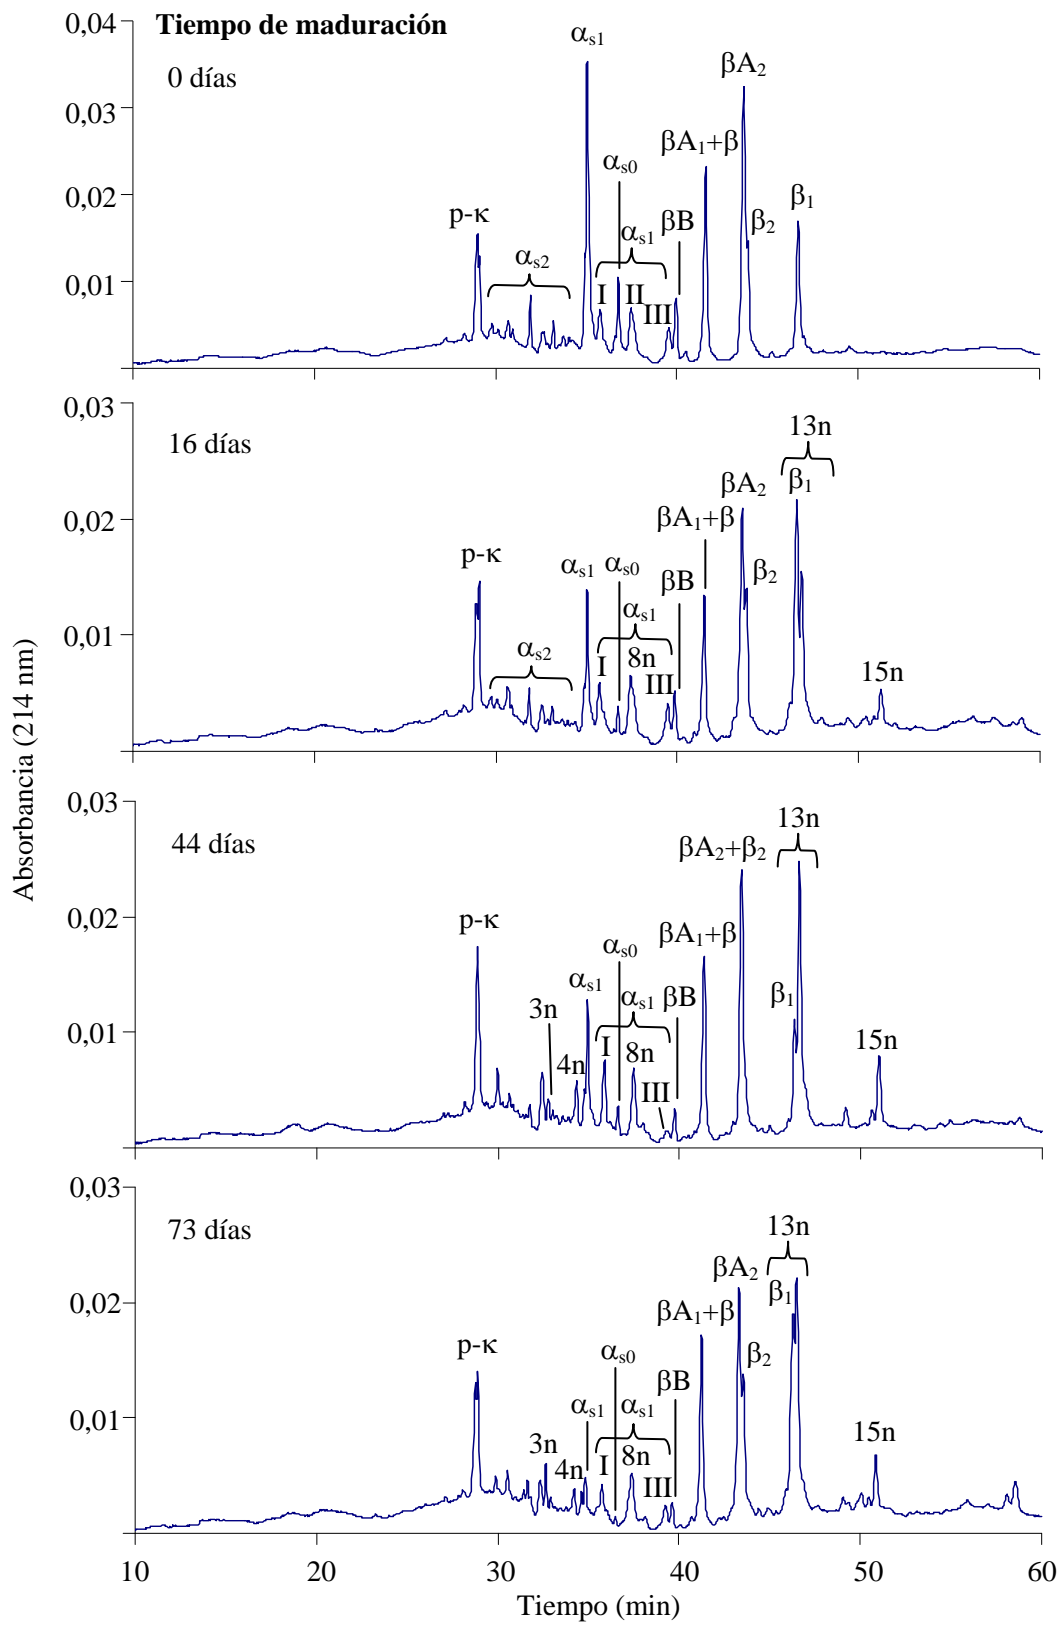 Tiempo de maduración
0 días
0,04
0,03
0,02
0,01
p-κ
αs2
αs1
αs0
αs1
I
II
III
βB
βA1+β
βA2
β2
β1
16 días
0,03
0,02
0,01
p-κ
αs2
αs1
αs0
αs1
I
8n
III
βB
βA1+β
βA2
β2
13n
β1
15n
Absorbancia (214 nm)
44 días
0,03
0,02
0,01
p-κ
3n
4n
αs1
αs0
αs1
I
8n
III
βB
βA1+β
βA2+β2
13n
β1
15n
73 días
0,03
0,02
0,01
p-κ
3n
4n
αs1
αs0
αs1
I
8n
III
βB
βA1+β
βA2
β2
13n
β1
15n
10 20 30 40 50 60
Tiempo (min)